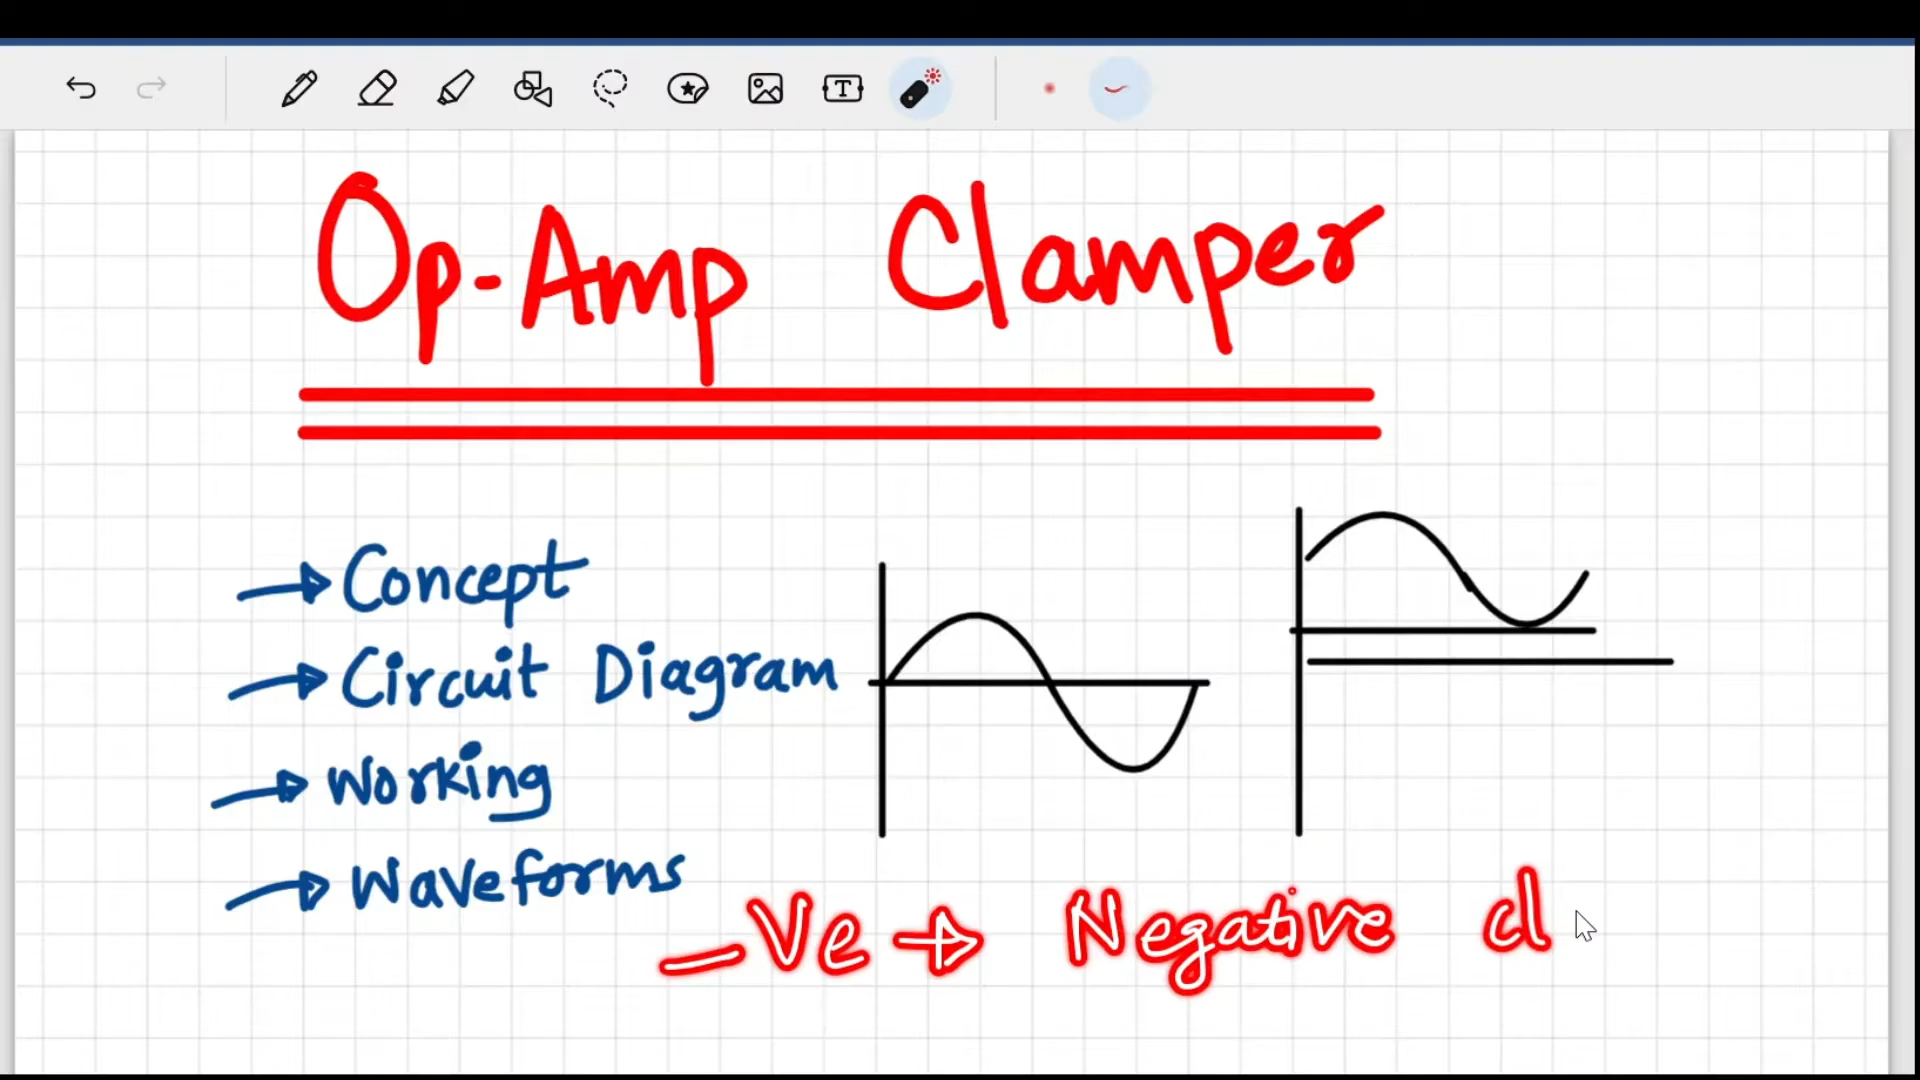 Op-Amp Clamper
Concept
Circuit Diagram
Working
Waveforms
-Ve → Negative cl